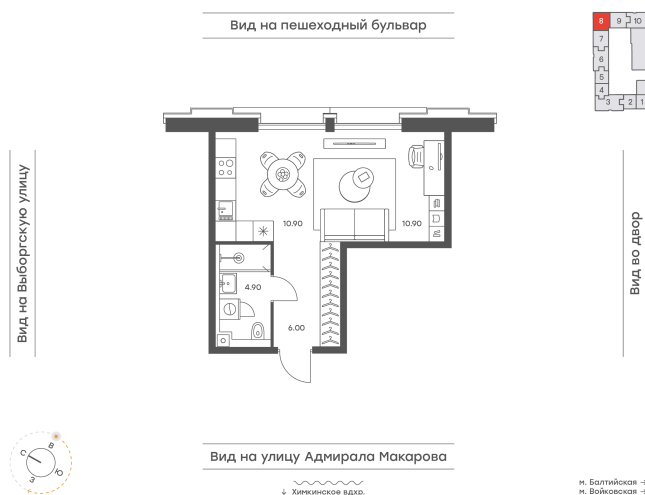 Вид на пешеходный бульвар
8 9 10
7
6
5
4
3 2 1
Вид на Выборгскую улицу
Вид во двор
10.90 10.90
4.90
6.00
Вид на улицу Адмирала Макарова
С В
З Ю
↓ Химкинское вдхр.
м. Балтийская →
м. Войковская →